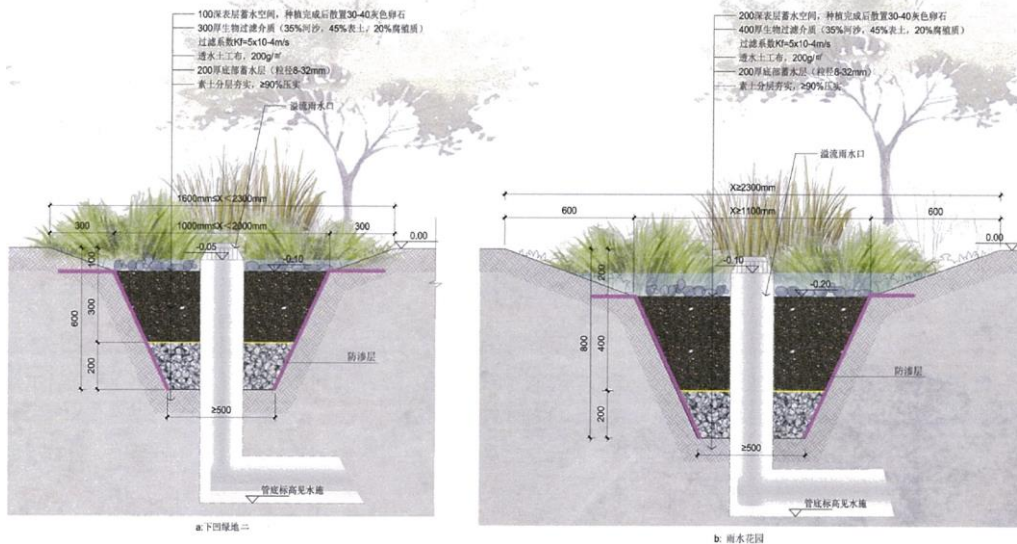 100深表层蓄水空间，种植完成后散置30-40灰色卵石
300厚生物过滤介质（35%河沙，45%表土，20%腐殖质）
过滤系数Kf=5x10-4m/s
透水土工布，200g/㎡
200厚底部蓄水层（粒径8-32mm）
素土分层夯实，≥90%压实
溢流雨水口
1600mm≤X＜2300mm
300
1000mm≤X＜2000mm
300
0.00
-0.05
-0.10
100
300
600
200
防渗层
≥500
管底标高见水施
a:下凹绿地二
200深表层蓄水空间，种植完成后散置30-40灰色卵石
400厚生物过滤介质（35%河沙，45%表土，20%腐殖质）
过滤系数Kf=5x10-4m/s
透水土工布，200g/㎡
200厚底部蓄水层（粒径8-32mm）
素土分层夯实，≥90%压实
溢流雨水口
X≥2300mm
600
X≥1100mm
600
0.00
-0.10
-0.20
200
800
400
200
防渗层
≥500
管底标高见水施
b: 雨水花园